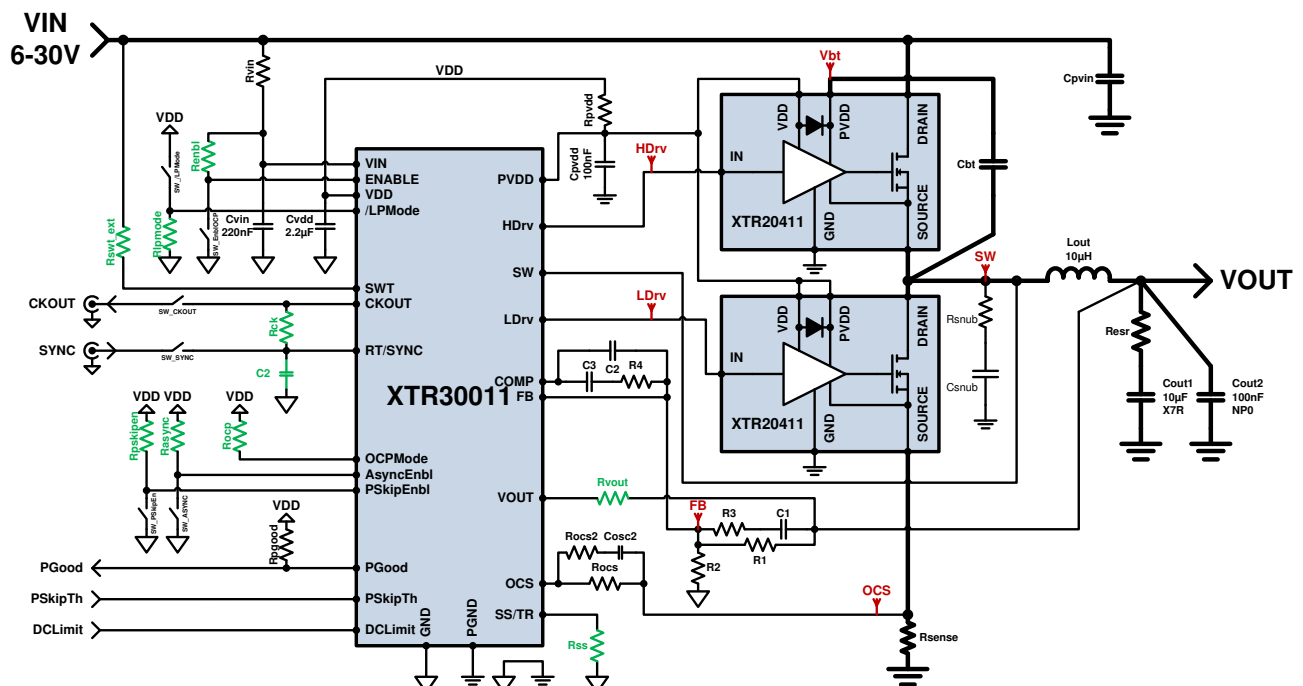 VIN
6-30V
Rvin
VDD
VDD
Rpvdd
Cpvdd
100nF
Vbt
Cpvin
VDD
PVDD
DRAIN
IN
GND
SOURCE
XTR20411
HDrv
Cbt
SW_/LPMode
Renbl
Rswt_ext
Rlpmode
SW_EnblOCP
Cvin
220nF
Cvdd
2.2µF
VIN
ENABLE
VDD
/LPMode
SWT
CKOUT
RT/SYNC
OCPMode
AsyncEnbl
PSkipEnbl
PGood
PSkipTh
DCLimit
GND
PGND
XTR30011
PVDD
HDrv
SW
LDrv
COMP
FB
VOUT
OCS
SS/TR
CKOUT
SW_CKOUT
Rck
SYNC
SW_SYNC
C2
LDrv
C2
C3
R4
VDD
PVDD
DRAIN
IN
GND
SOURCE
XTR20411
SW
Lout
10µH
VOUT
Rsnub
Csnub
Resr
Cout1
10µF
X7R
Cout2
100nF
NP0
VDD
VDD
VDD
Rpskipen
Rasync
Rocp
SW_PSkipEn
SW_ASYNC
VDD
Rpgood
PGood
PSkipTh
DCLimit
Rvout
FB
R3
C1
R1
R2
Rocs2
Cosc2
Rocs
OCS
Rss
Rsense